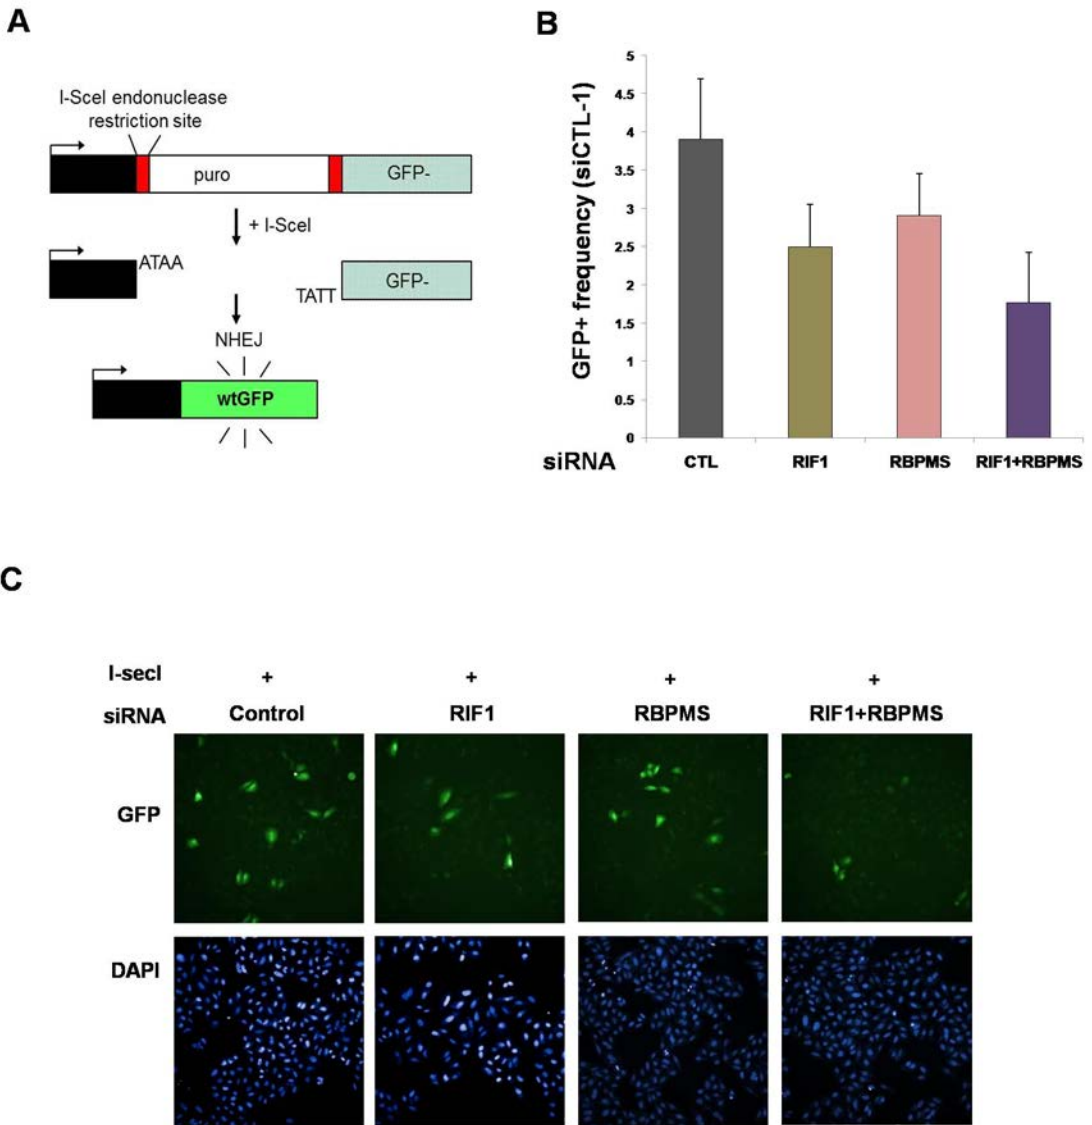 A
I-SceI endonuclease
restriction site
puro
GFP-
+ I-SceI
ATAA
TATT
GFP-
NHEJ
wtGFP
B
GFP+ frequency (siCTL-1)
5
4.5
4
3.5
3
2.5
2
1.5
1
0.5
0
siRNA CTL RIF1 RBPMS RIF1+RBPMS
C
I-secI + + + +
siRNA Control RIF1 RBPMS RIF1+RBPMS
GFP
DAPI